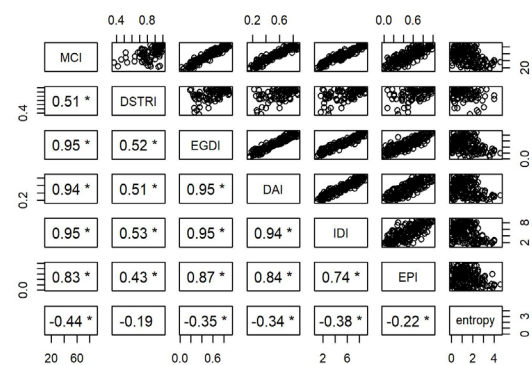 0.4 0.8 0.2 0.6 0.0 0.6
MCI 20
0.4 0.51 * DSTRI
0.95 * 0.52 * EGDI 0.0
0.2 0.94 * 0.51 * 0.95 * DAI
0.95 * 0.53 * 0.95 * 0.94 * IDI 2 8
0.0 0.83 * 0.43 * 0.87 * 0.84 * 0.74 * EPI
-0.44 * -0.19 -0.35 * -0.34 * -0.38 * -0.22 * entropy 0 3
20 60 0.0 0.6 2 6 0 2 4